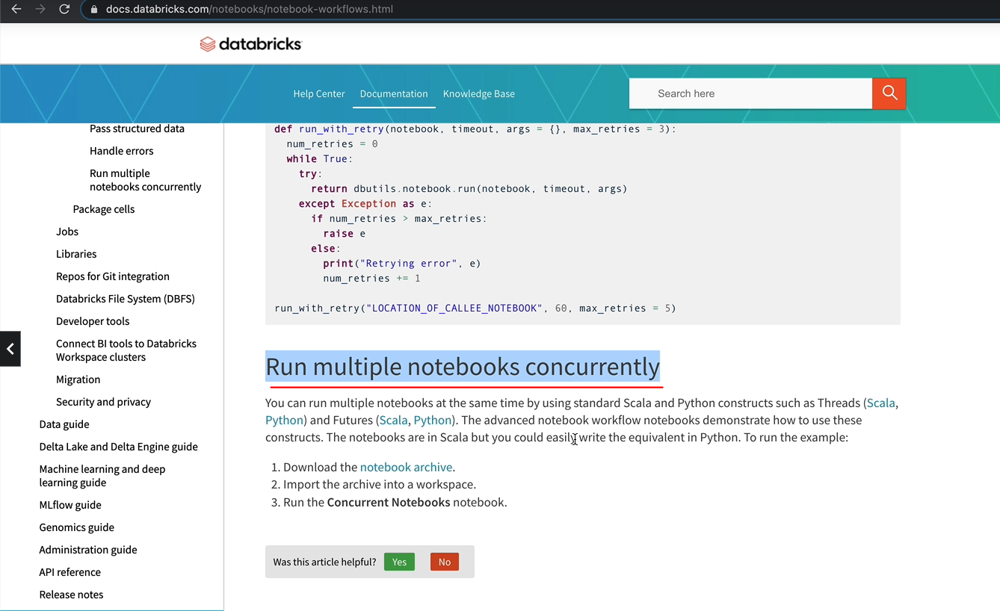 docs.databricks.com/notebooks/notebook-workflows.html
databricks
Help Center
Documentation
Knowledge Base
Search here
Pass structured data
Handle errors
Run multiple
notebooks concurrently
Package cells
Jobs
Libraries
Repos for Git integration
Databricks File System (DBFS)
Developer tools
Connect BI tools to Databricks
Workspace clusters
Migration
Security and privacy
Data guide
Delta Lake and Delta Engine guide
Machine learning and deep
learning guide
MLflow guide
Genomics guide
Administration guide
API reference
Release notes
def run_with_retry(notebook, timeout, args = {}, max_retries = 3):
  num_retries = 0
  while True:
    try:
      return dbutils.notebook.run(notebook, timeout, args)
    except Exception as e:
      if num_retries > max_retries:
        raise e
      else:
        print("Retrying error", e)
        num_retries += 1
run_with_retry("LOCATION_OF_CALLEE_NOTEBOOK", 60, max_retries = 5)
Run multiple notebooks concurrently
You can run multiple notebooks at the same time by using standard Scala and Python constructs such as Threads (Scala,
Python) and Futures (Scala, Python). The advanced notebook workflow notebooks demonstrate how to use these
constructs. The notebooks are in Scala but you could easily write the equivalent in Python. To run the example:
1. Download the notebook archive.
2. Import the archive into a workspace.
3. Run the Concurrent Notebooks notebook.
Was this article helpful? Yes No